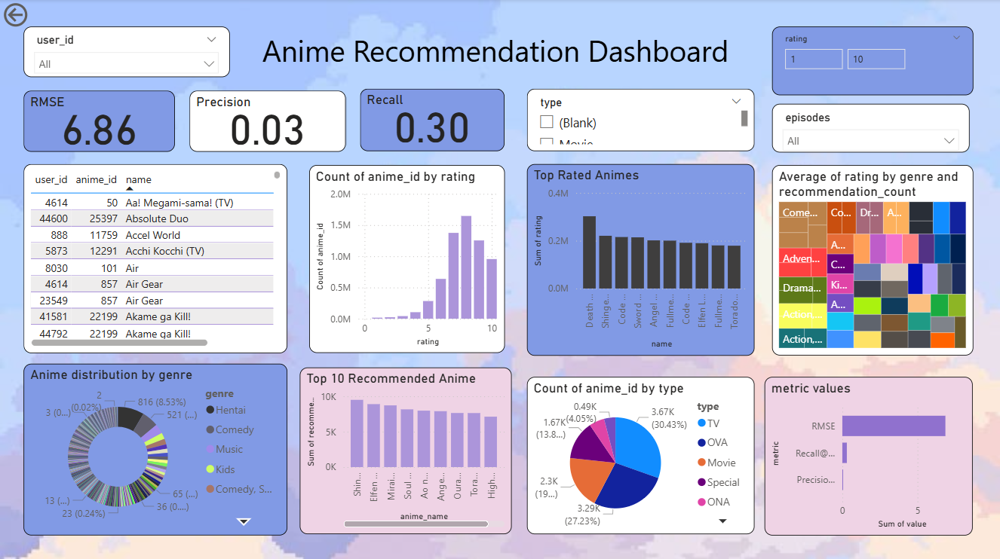 Anime Recommendation Dashboard
user_id
All
rating
1 10
RMSE
6.86
Precision
0.03
Recall
0.30
type
(Blank)
Movie
episodes
All
user_id anime_id name
4614 50 Aa! Megami-sama! (TV)
44600 25397 Absolute Duo
888 11759 Accel World
5873 12291 Acchi Kocchi (TV)
8030 101 Air
4614 857 Air Gear
23549 857 Air Gear
41581 22199 Akame ga Kill!
44792 22199 Akame ga Kill!
Count of anime_id by rating
Count of anime_id
2.0M
1.5M
1.0M
0.5M
0.0M
0 5 10
rating
Top Rated Animes
Sum of rating
0.4M
0.2M
0.0M
Death ...
Shinge...
Code ...
Sword ...
Angel ...
Fullme...
Code ...
Elfen L...
Fullme...
Torado...
name
Average of rating by genre and
recommendation_count
Come...
Adven...
Drama...
Action,...
Action,...
Co...
A...
C...
Ki...
A...
Dr...
A...
Anime distribution by genre
2
(0.02%)
3 (0...)
816 (8.53%)
521 (...)
65 (...)
36 (0....)
23 (0.24%)
13 (...)
genre
Hentai
Comedy
Music
Kids
Comedy, S...
Top 10 Recommended Anime
Sum of recomme...
10K
5K
0K
Shin...
Elfen ...
Mirai...
Soul ...
Ao n...
Ange...
Oura...
Tora...
High...
anime_name
Count of anime_id by type
0.49K
(4.05%)
1.67K
(13.8...)
2.3K
(19...)
3.29K
(27.23%)
3.67K
(30.43%)
type
TV
OVA
Movie
Special
ONA
metric values
metric
RMSE
Recall@...
Precisio...
0 5
Sum of value